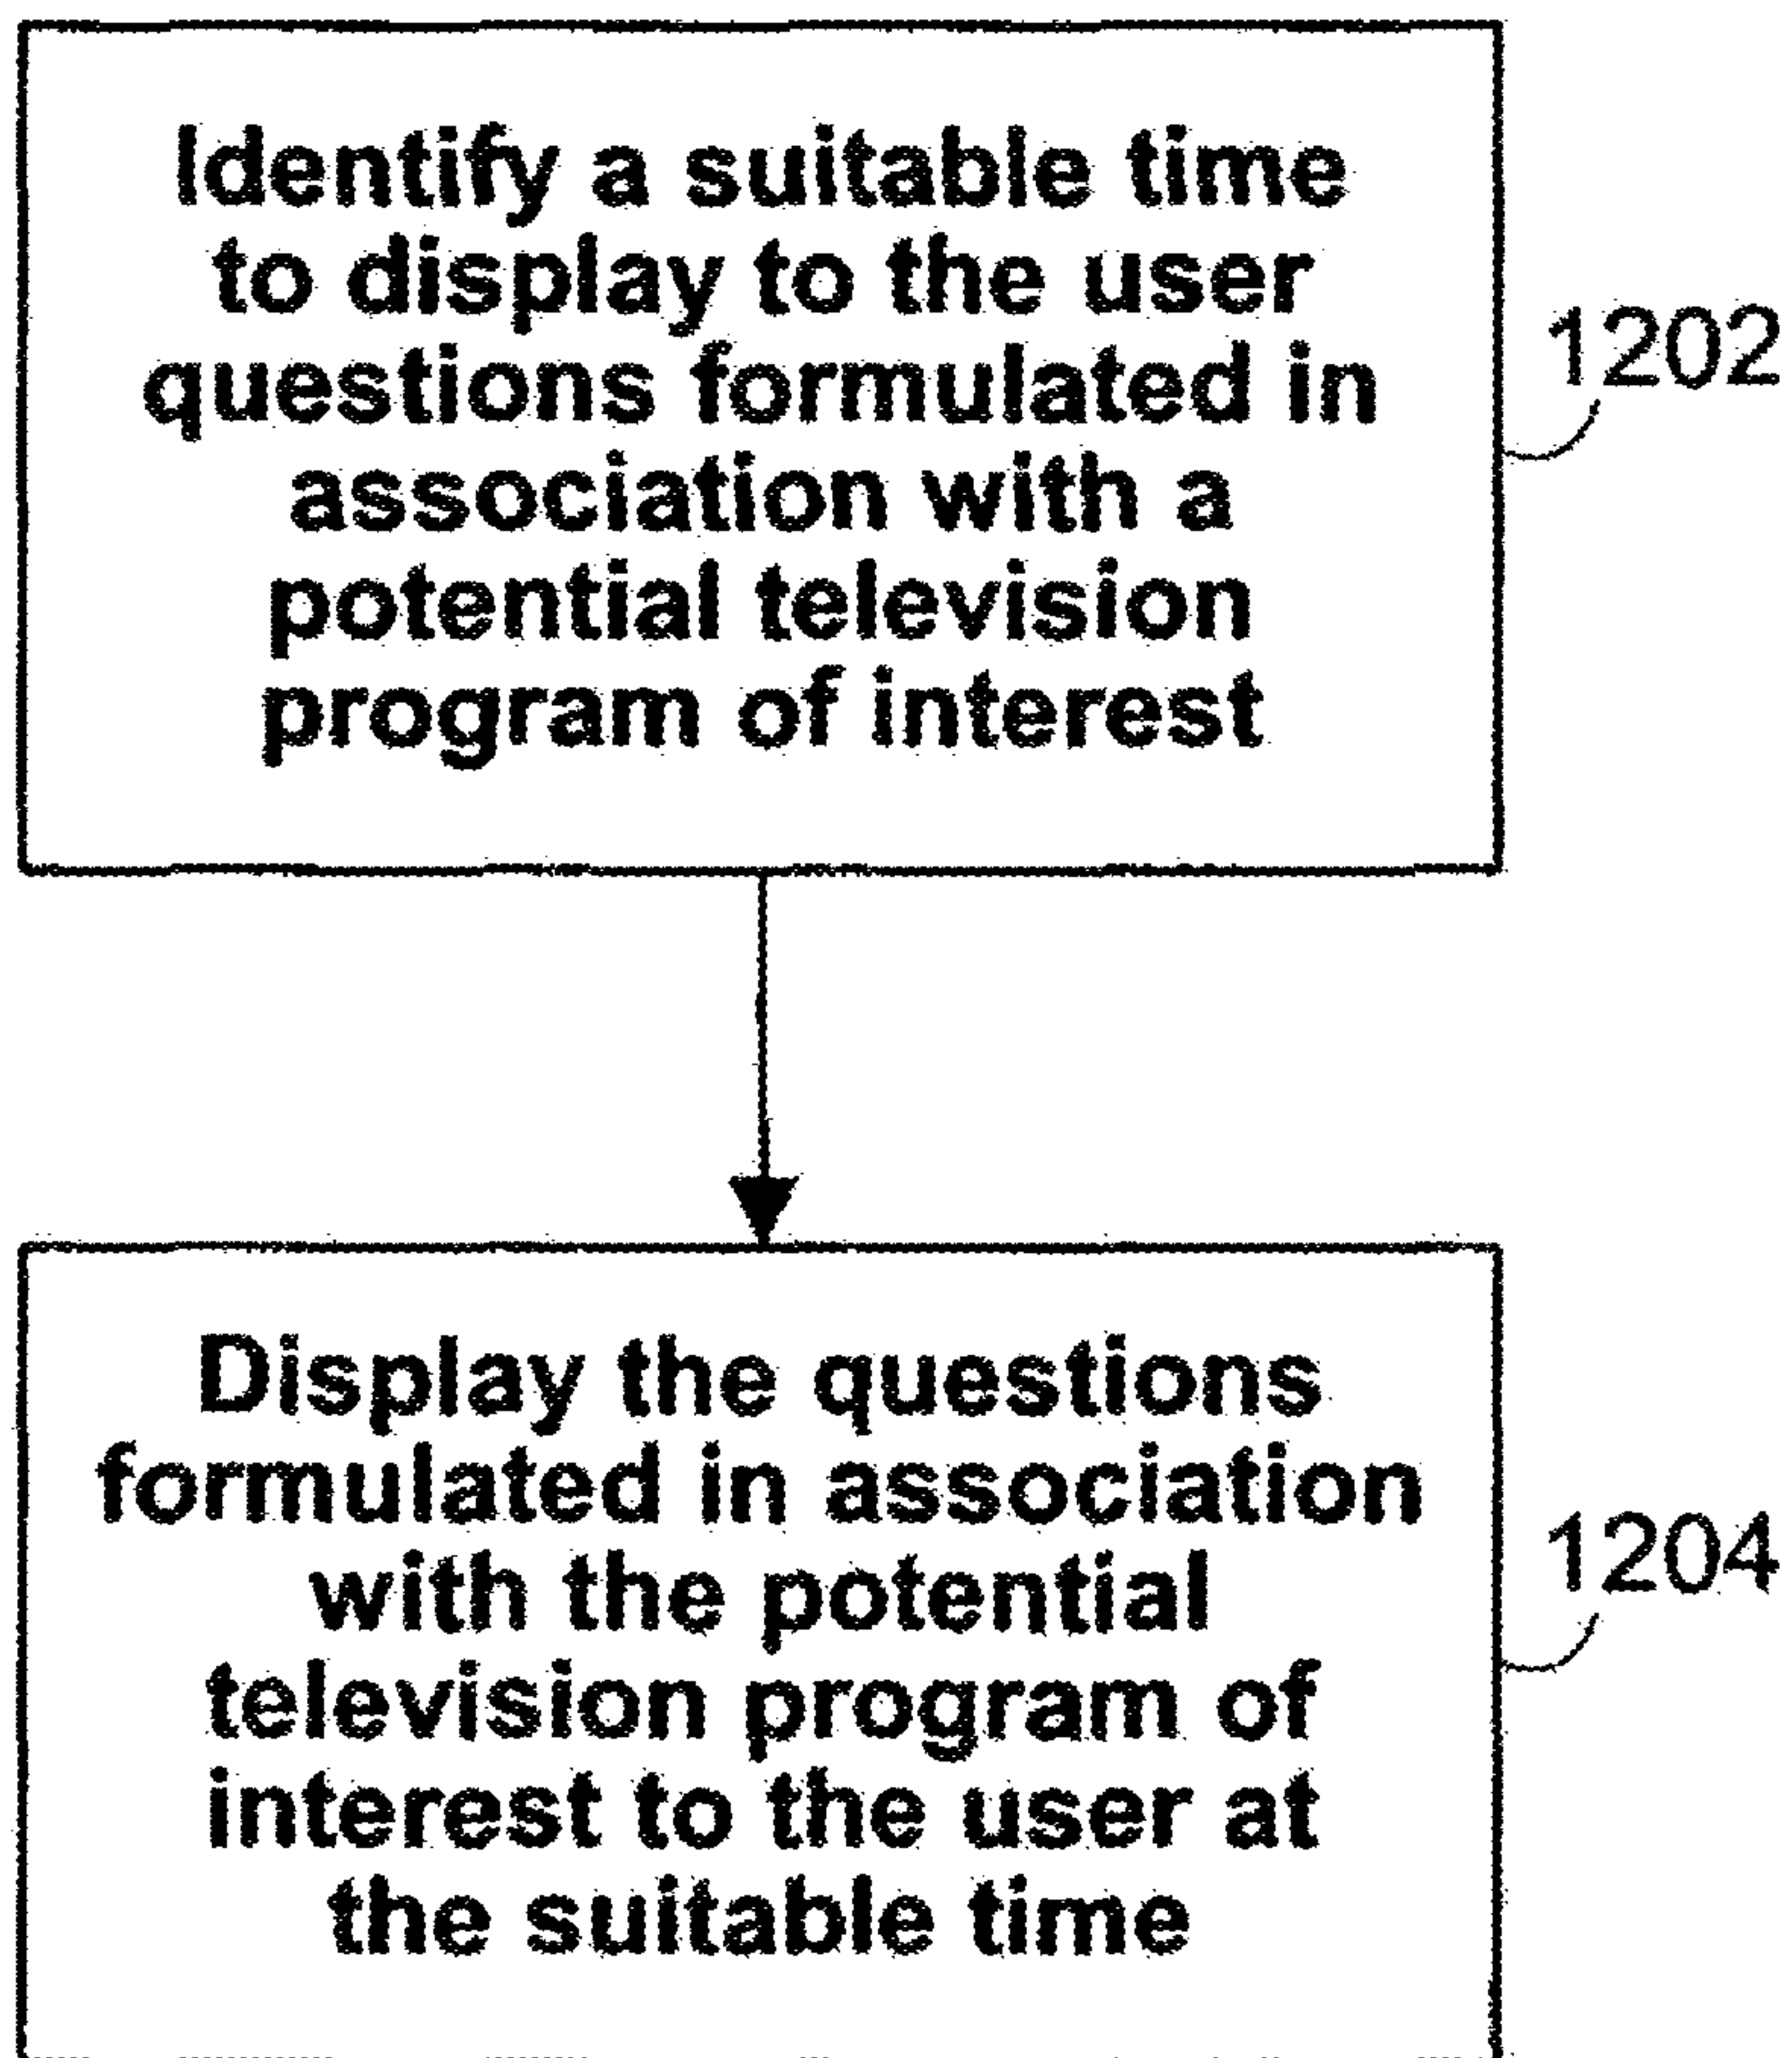 Identify a suitable time
to display to the user
questions formulated in
association with a
potential television
program of interest
1202
Display the questions
formulated in association
with the potential
television program of
interest to the user at
the suitable time
1204